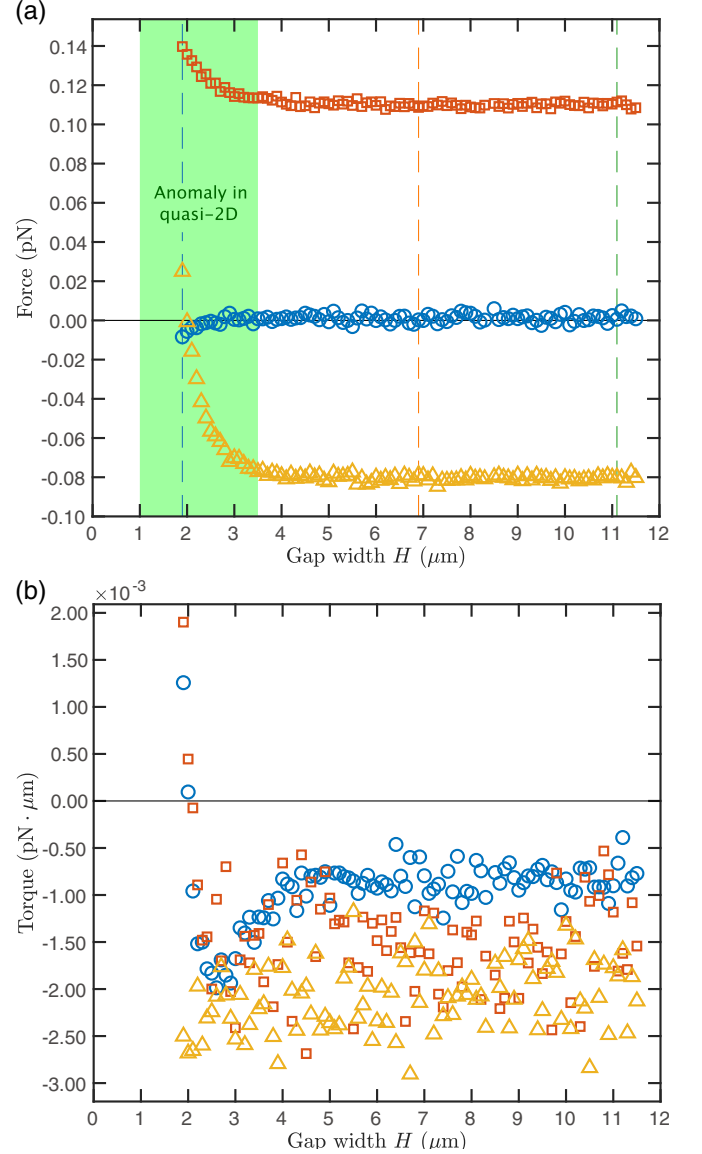 (a)
0.14
0.12
0.10
0.08
0.06
0.04
0.02
0.00
-0.02
-0.04
-0.06
-0.08
-0.10
Force (pN)
Anomaly in
quasi-2D
0 1 2 3 4 5 6 7 8 9 10 11 12
Gap width H (μm)
(b)
×10⁻³
2.00
1.50
1.00
0.50
0.00
-0.50
-1.00
-1.50
-2.00
-2.50
-3.00
Torque (pN · μm)
0 1 2 3 4 5 6 7 8 9 10 11 12
Gap width H (μm)